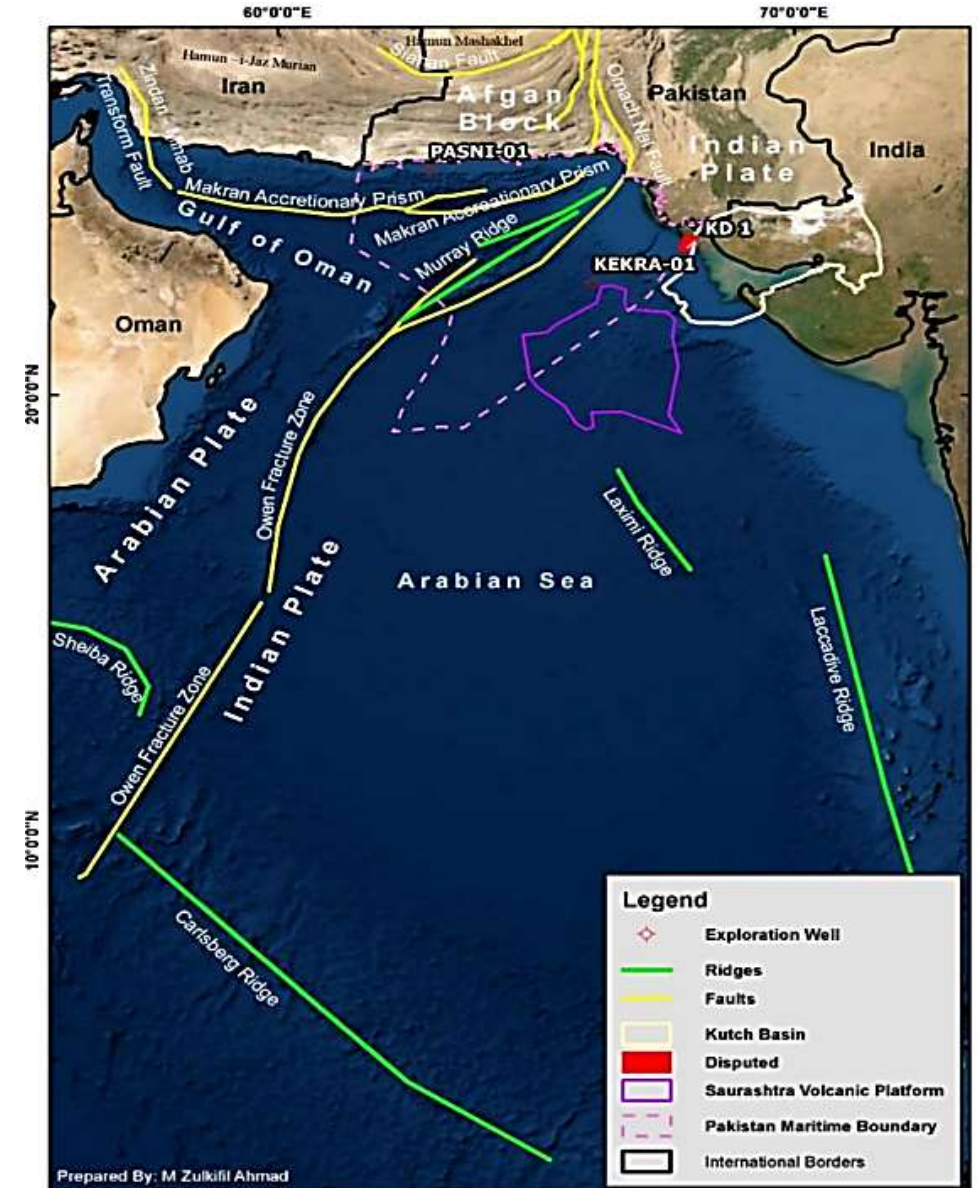 60°0'0"E
70°0'0"E
20°0'0"N
10°0'0"N
Hamun -i-Jaz Murian
Hamun Mashakhel
Siahan Fault
Iran
Afgan
Block
Ornach Nal Fault
Pakistan
Indian
Plate
India
Zindan - Minab
Transform Fault
PASNI-01
Makran Accretionary Prism
Makran Accreationary Prism
Murray Ridge
Gulf of Oman
KD 1
KEKRA-01
Oman
Arabian Plate
Owen Fracture Zone
Indian Plate
Arabian Sea
Laximi Ridge
Laccadive Ridge
Sheiba Ridge
Owen Fracture Zone
Carlsberg Ridge
Legend
Exploration Well
Ridges
Faults
Kutch Basin
Disputed
Saurashtra Volcanic Platform
Pakistan Maritime Boundary
International Borders
Prepared By: M Zulkifil Ahmad